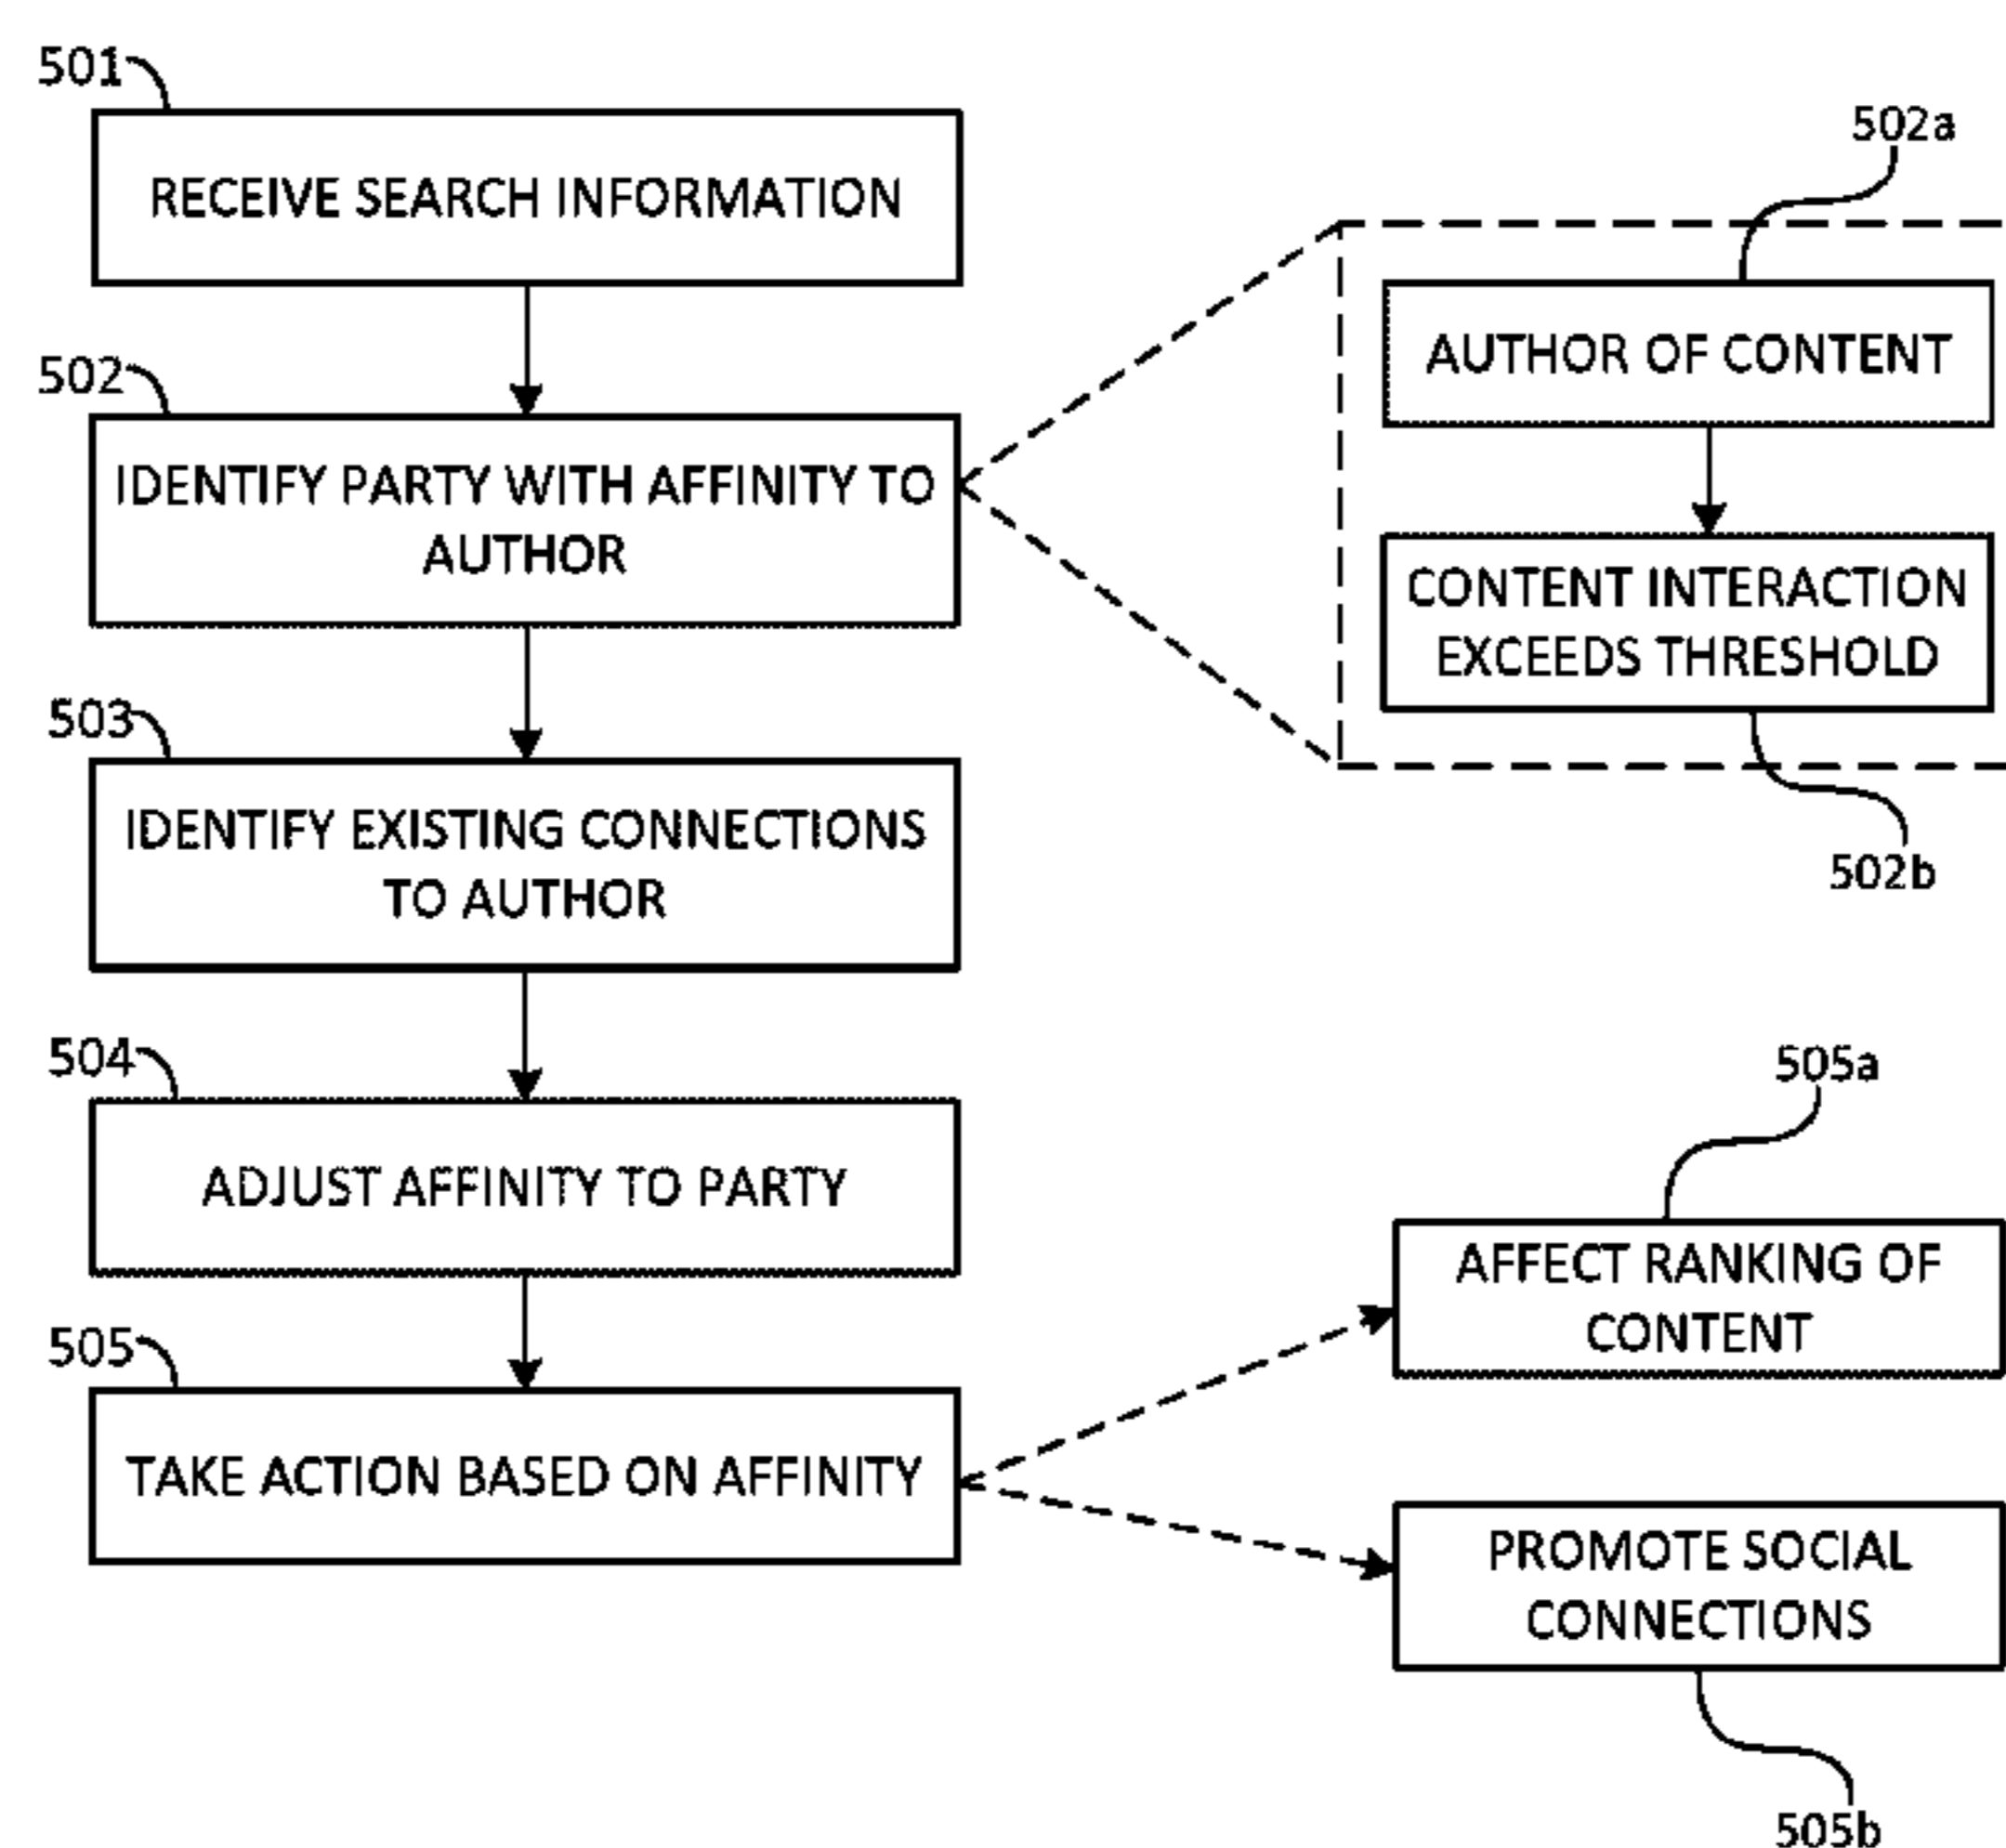 501
RECEIVE SEARCH INFORMATION
502
IDENTIFY PARTY WITH AFFINITY TO
AUTHOR
502a
AUTHOR OF CONTENT
CONTENT INTERACTION
EXCEEDS THRESHOLD
502b
503
IDENTIFY EXISTING CONNECTIONS
TO AUTHOR
504
ADJUST AFFINITY TO PARTY
505
TAKE ACTION BASED ON AFFINITY
505a
AFFECT RANKING OF
CONTENT
PROMOTE SOCIAL
CONNECTIONS
505b